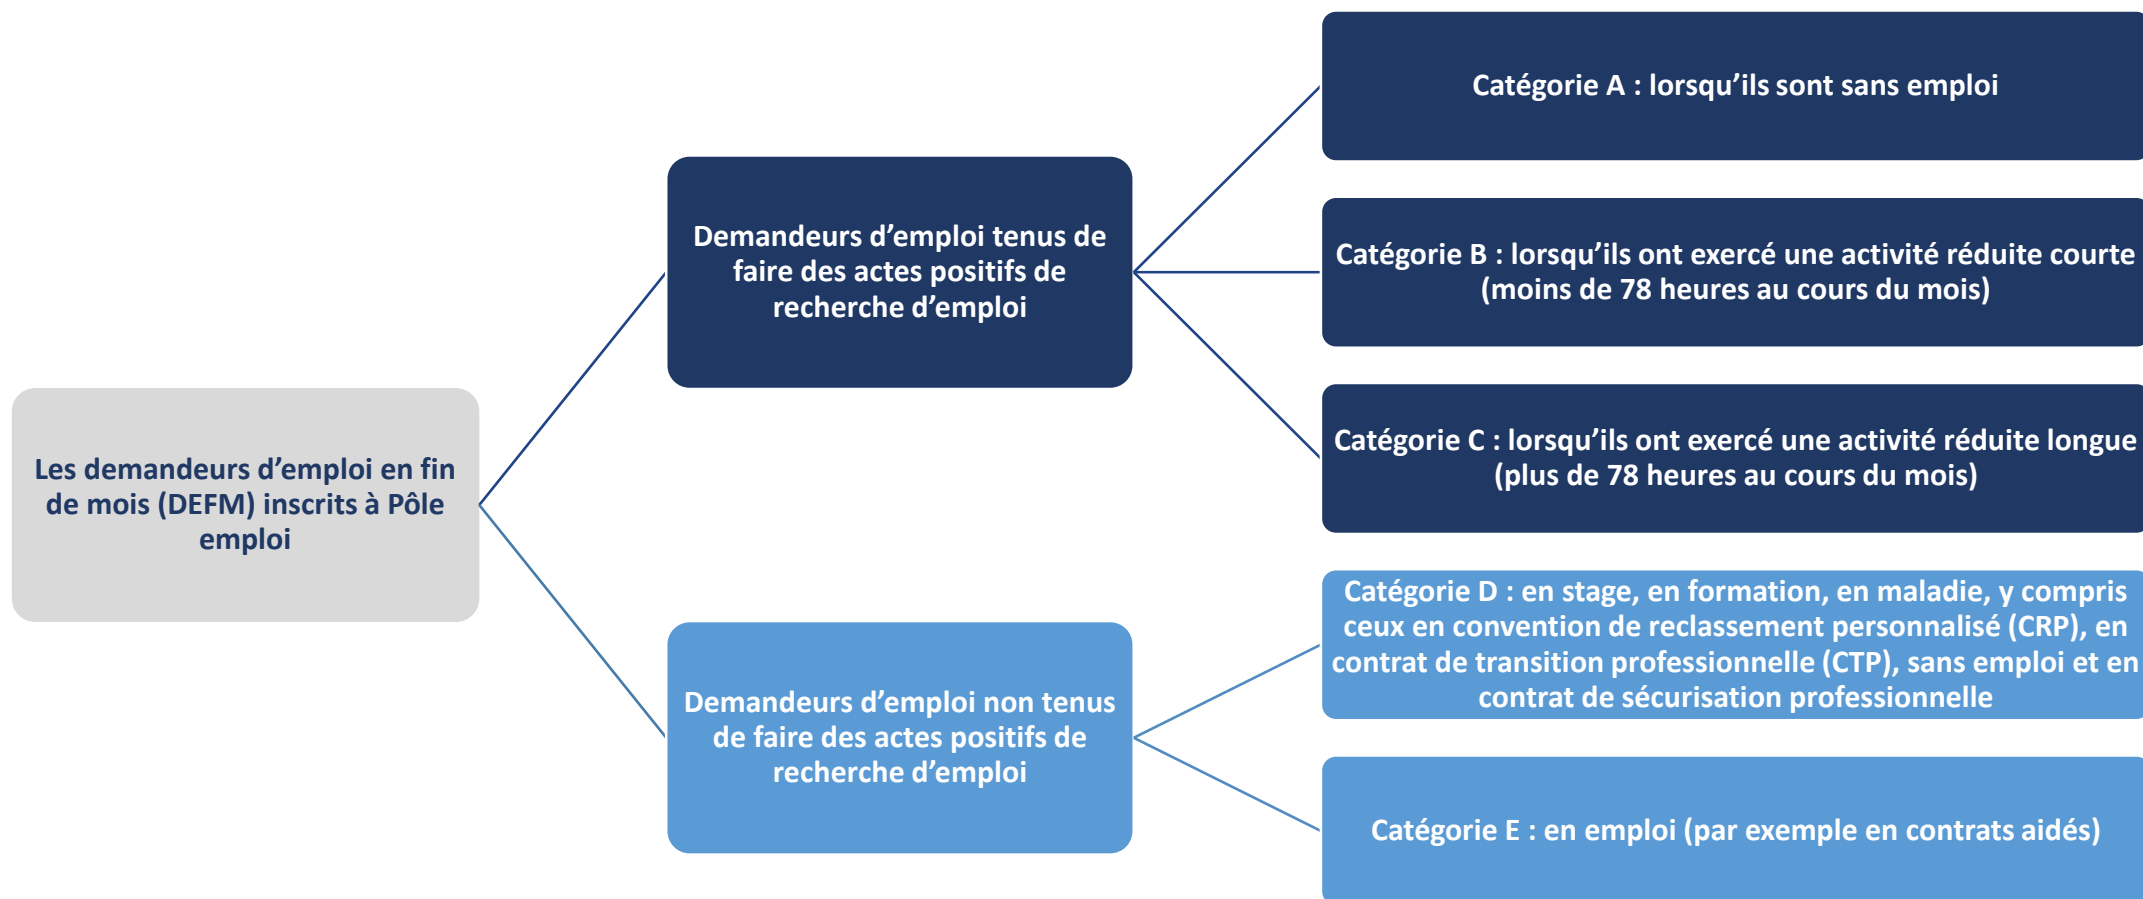 Les demandeurs d’emploi en fin
de mois (DEFM) inscrits à Pôle
emploi
Demandeurs d’emploi tenus de
faire des actes positifs de
recherche d’emploi
Catégorie A : lorsqu’ils sont sans emploi
Catégorie B : lorsqu’ils ont exercé une activité réduite courte
(moins de 78 heures au cours du mois)
Catégorie C : lorsqu’ils ont exercé une activité réduite longue
(plus de 78 heures au cours du mois)
Demandeurs d’emploi non tenus
de faire des actes positifs de
recherche d’emploi
Catégorie D : en stage, en formation, en maladie, y compris
ceux en convention de reclassement personnalisé (CRP), en
contrat de transition professionnelle (CTP), sans emploi et en
contrat de sécurisation professionnelle
Catégorie E : en emploi (par exemple en contrats aidés)